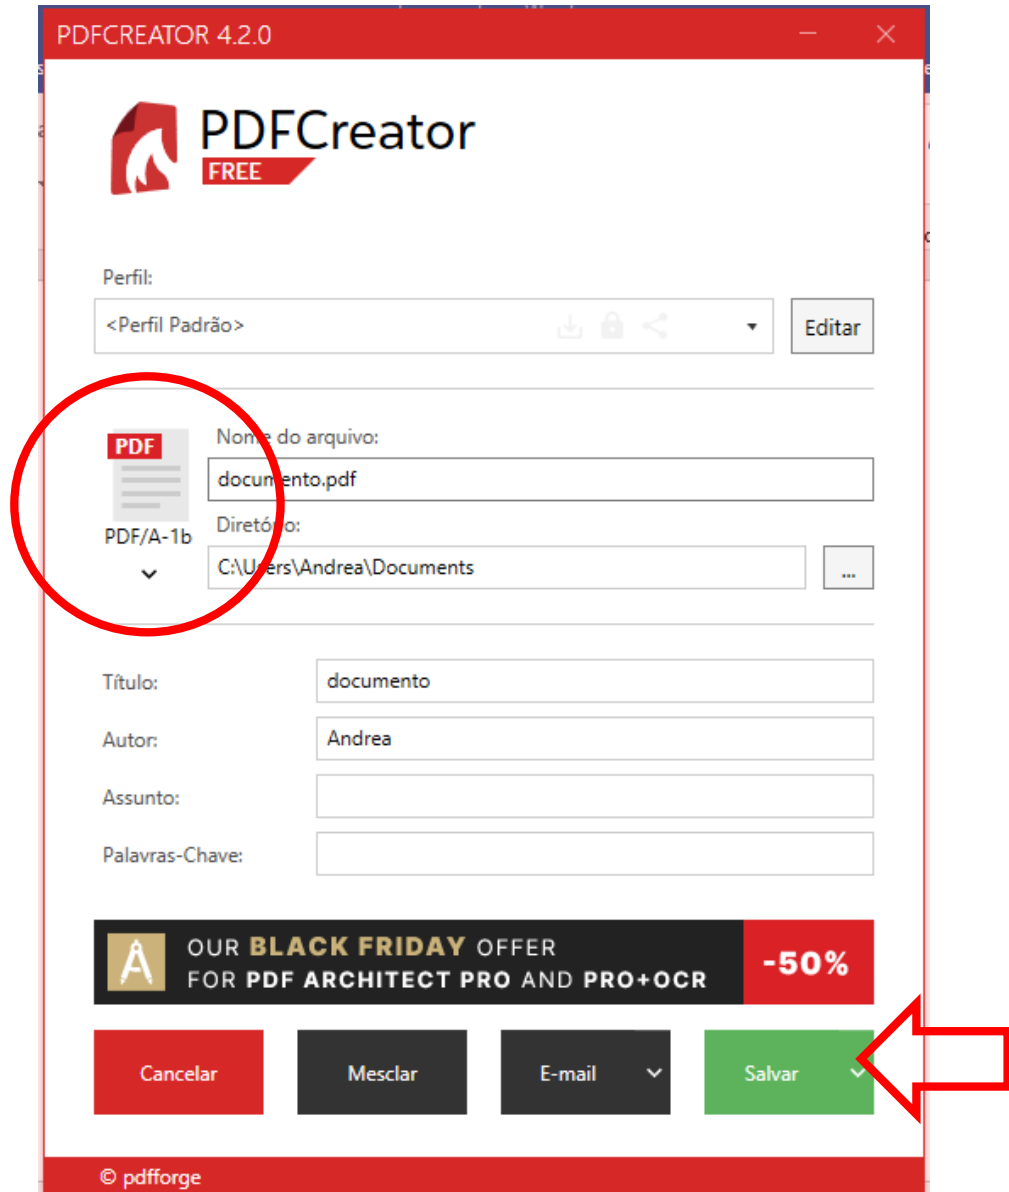 PDFCREATOR 4.2.0
PDFCreator
FREE
Perfil:
<Perfil Padrão>
Editar
PDF
PDF/A-1b
Nome do arquivo:
documento.pdf
Diretório:
C:\Users\Andrea\Documents
...
Título:
documento
Autor:
Andrea
Assunto:
Palavras-Chave:
OUR BLACK FRIDAY OFFER
FOR PDF ARCHITECT PRO AND PRO+OCR
-50%
Cancelar
Mesclar
E-mail
Salvar
© pdfforge